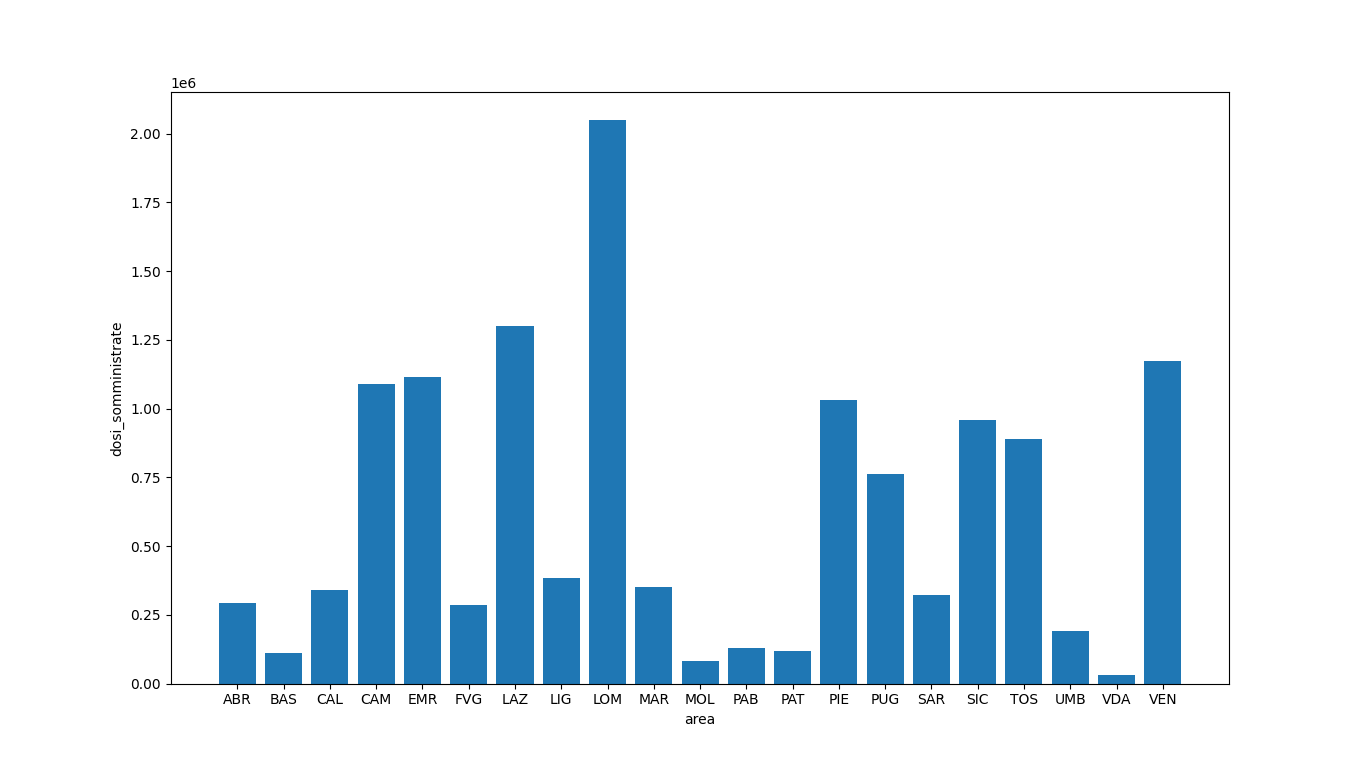 1e6
2.00
1.75
1.50
1.25
1.00
0.75
0.50
0.25
0.00
dosi_somministrate
ABR BAS CAL CAM EMR FVG LAZ LIG LOM MAR MOL PAB PAT PIE PUG SAR SIC TOS UMB VDA VEN
area